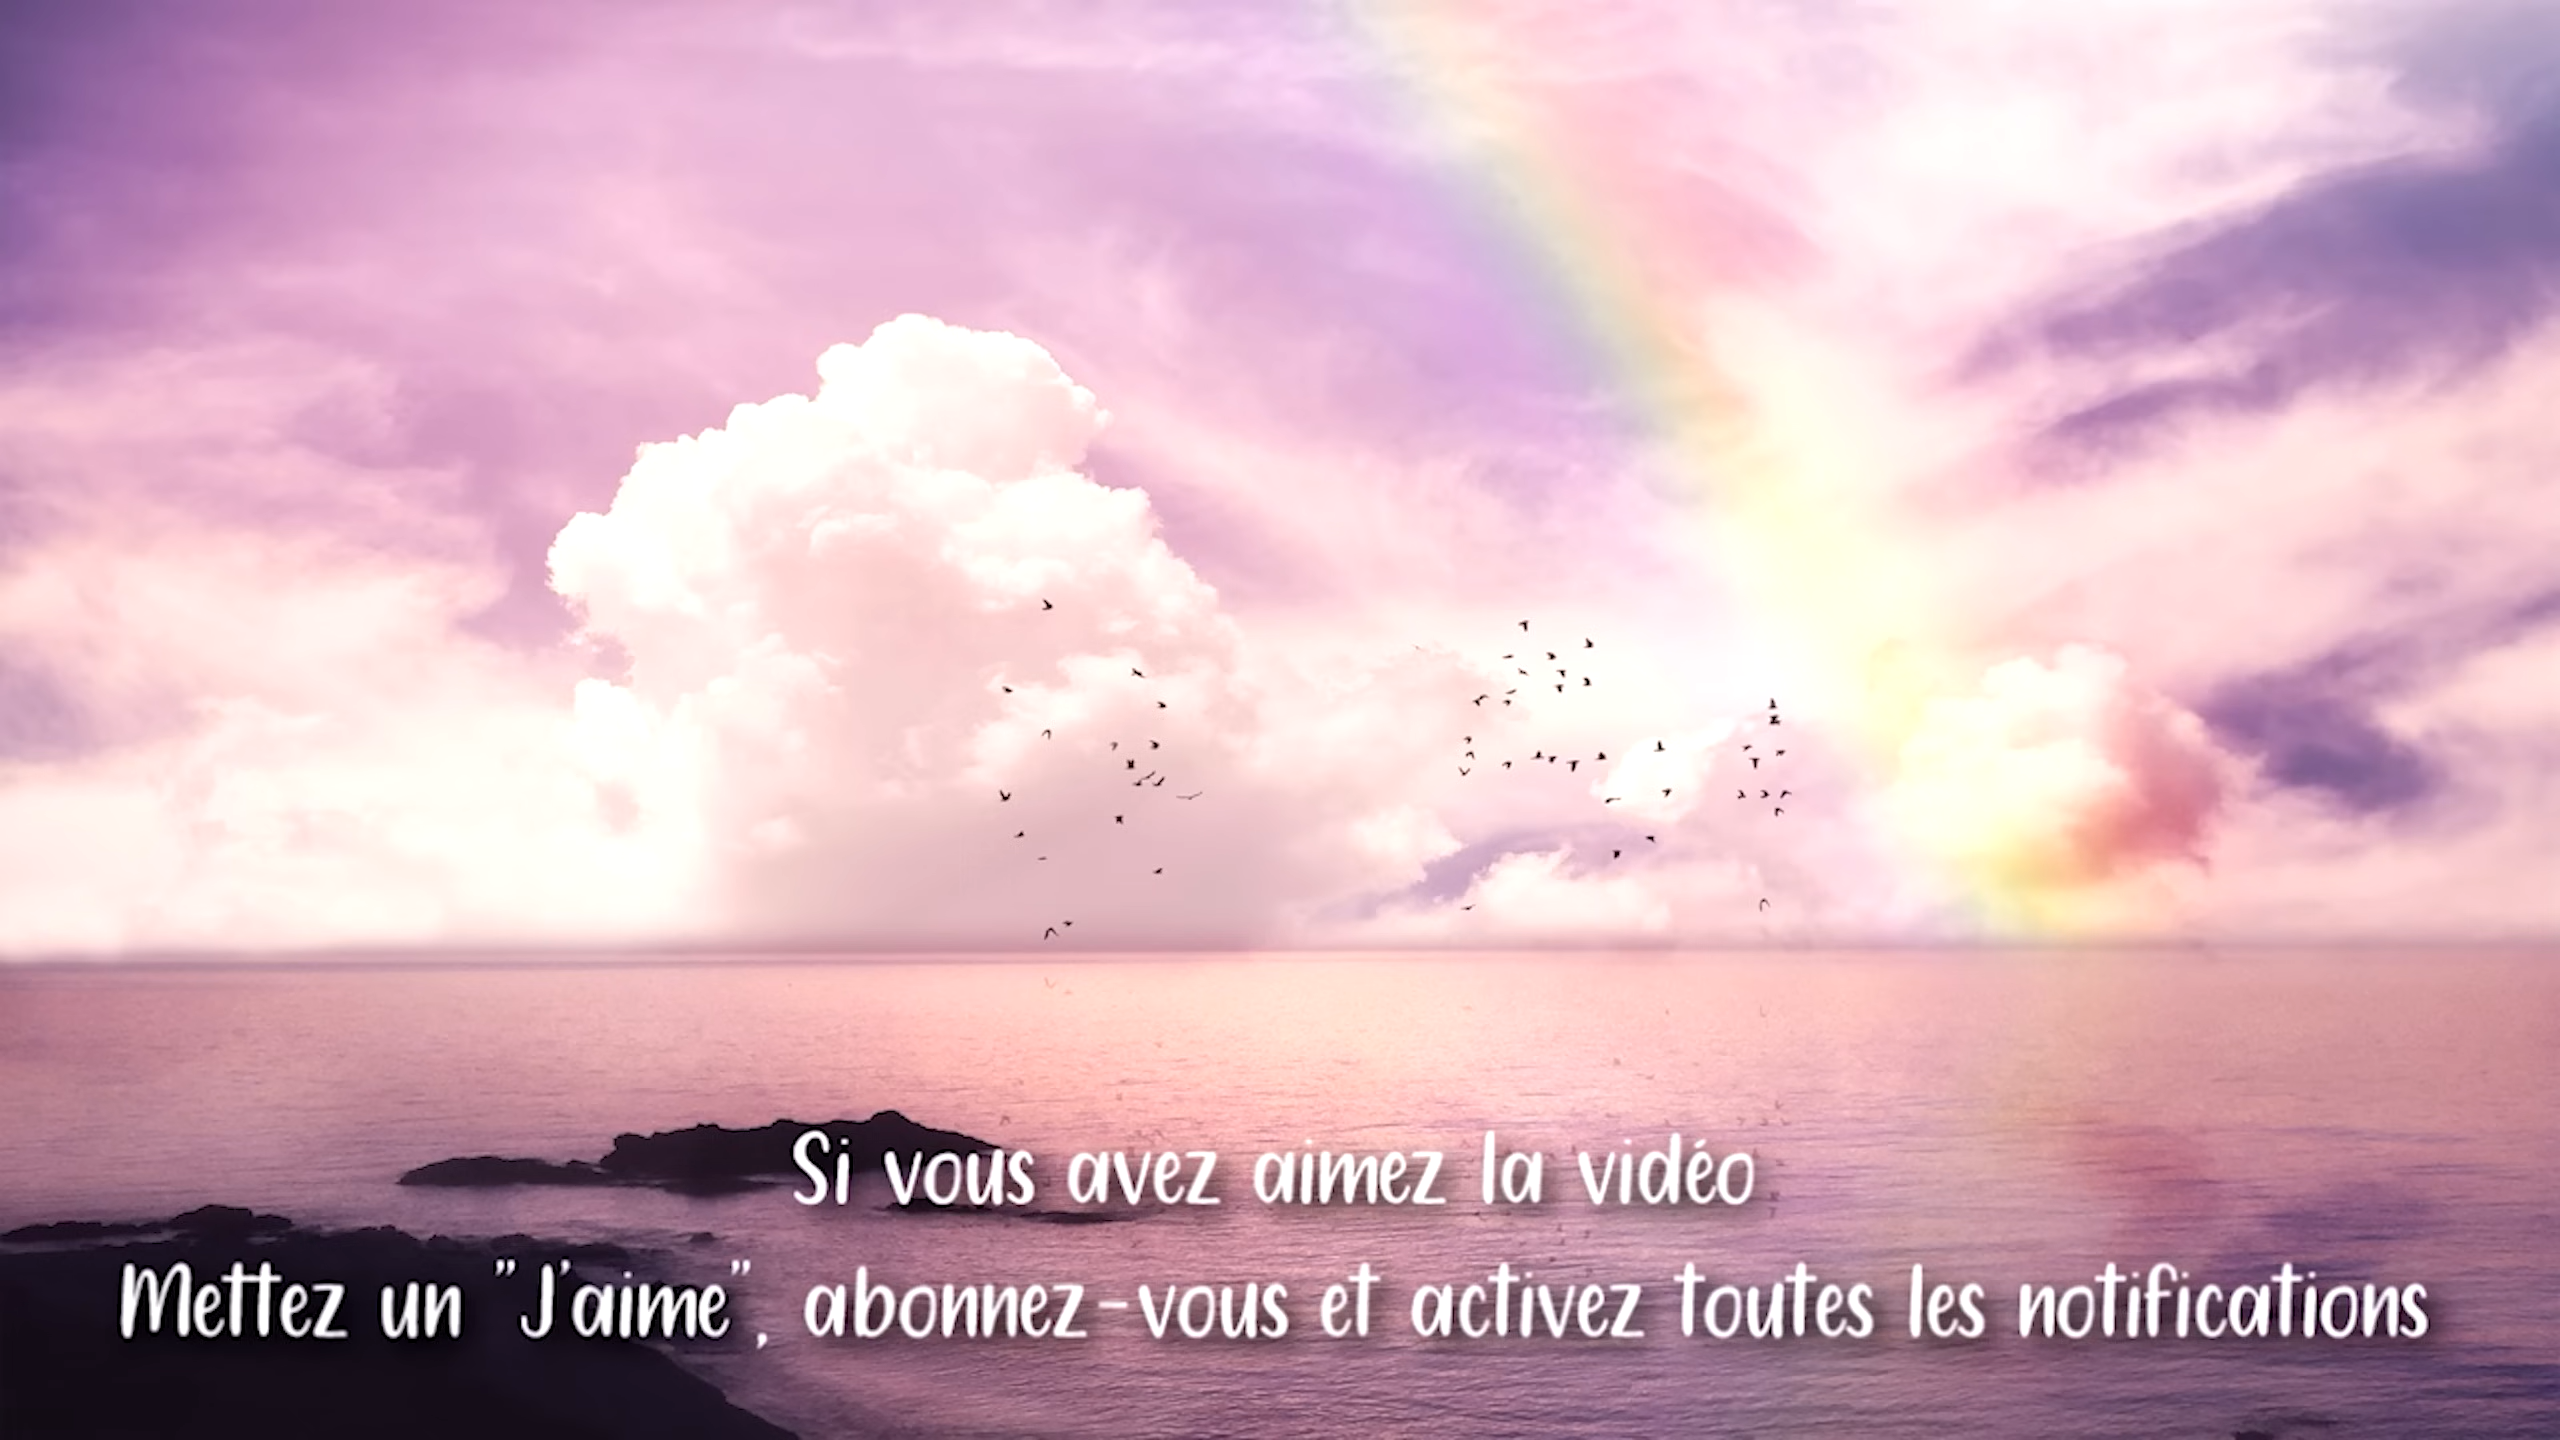 Si vous avez aimez la vidéo
Mettez un "J'aime", abonnez-vous et activez toutes les notifications